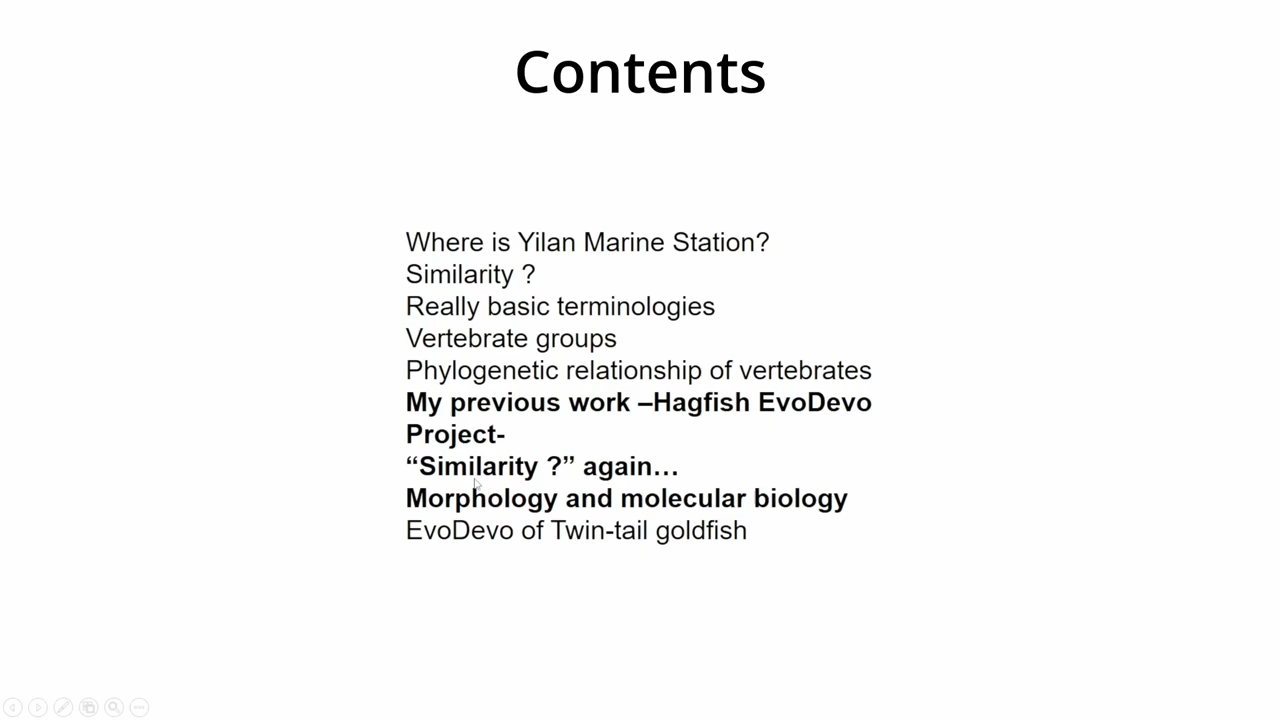 Contents
Where is Yilan Marine Station?
Similarity ?
Really basic terminologies
Vertebrate groups
Phylogenetic relationship of vertebrates
My previous work –Hagfish EvoDevo
Project-
“Similarity ?” again…
Morphology and molecular biology
EvoDevo of Twin-tail goldfish